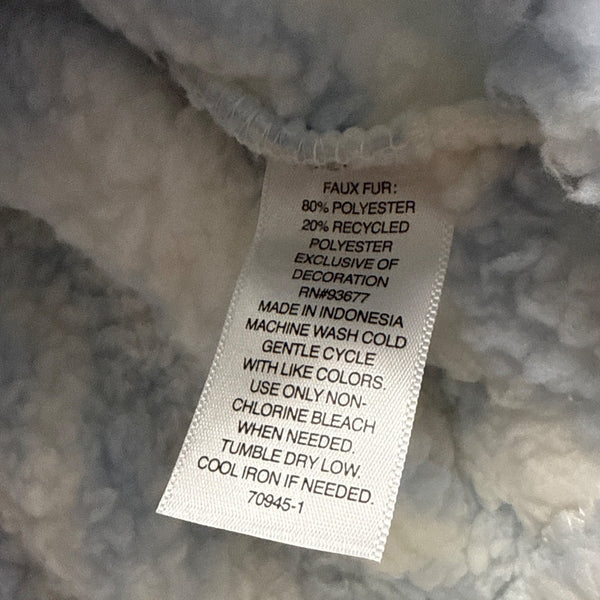 FAUX FUR:
80% POLYESTER
20% RECYCLED
POLYESTER
EXCLUSIVE OF
DECORATION
RN#93677
MADE IN INDONESIA
MACHINE WASH COLD
GENTLE CYCLE
WITH LIKE COLORS.
USE ONLY NON-
CHLORINE BLEACH
WHEN NEEDED.
TUMBLE DRY LOW.
COOL IRON IF NEEDED.
70945-1